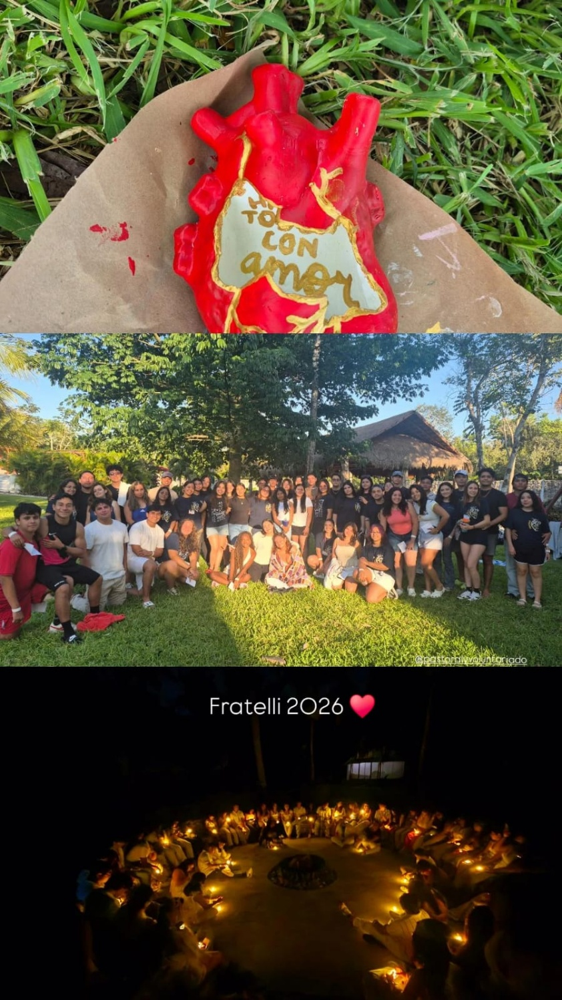 CON
amor
@pastoralyvoluntariado
Fratelli 2026 ❤️